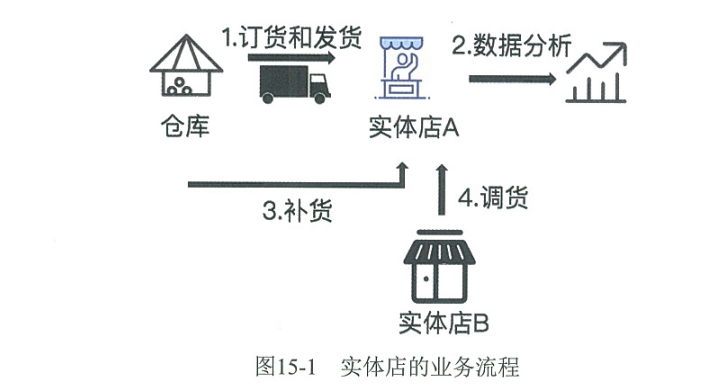 1.订货和发货
2.数据分析
仓库
实体店A
3.补货
4.调货
实体店B
图15-1 实体店的业务流程